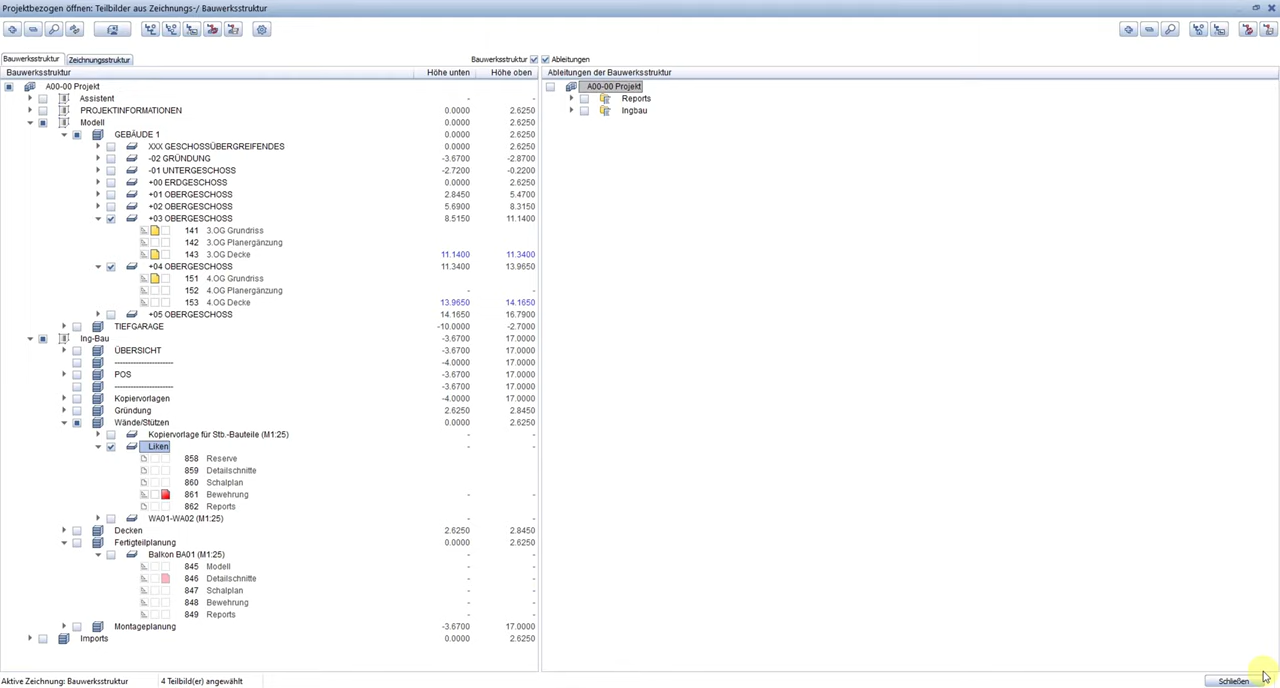 Projektbezogen öffnen: Teilbilder aus Zeichnungs-/ Bauwerksstruktur
Bauwerksstruktur Zeichnungsstruktur Bauwerksstruktur Ableitungen
Bauwerksstruktur Höhe unten Höhe oben Ableitungen der Bauwerksstruktur
A00-00 Projekt A00-00 Projekt
Assistent - - Reports
PROJEKTINFORMATIONEN 0.0000 2.6250 Ingbau
Modell 0.0000 2.6250
GEBÄUDE 1 0.0000 2.6250
XXX GESCHOSSÜBERGREIFENDES 0.0000 2.6250
-02 GRÜNDUNG -3.6700 -2.8700
-01 UNTERGESCHOSS -2.7200 -0.2200
+00 ERDGESCHOSS 0.0000 2.6250
+01 OBERGESCHOSS 2.8450 5.4700
+02 OBERGESCHOSS 5.6900 8.3150
+03 OBERGESCHOSS 8.5150 11.1400
141 3.OG Grundriss
142 3.OG Planergänzung
143 3.OG Decke 11.1400 11.3400
+04 OBERGESCHOSS 11.3400 13.9650
151 4.OG Grundriss
152 4.OG Planergänzung - -
153 4.OG Decke 13.9650 14.1650
+05 OBERGESCHOSS 14.1650 16.7900
TIEFGARAGE -10.0000 -2.7000
Ing-Bau -3.6700 17.0000
ÜBERSICHT -3.6700 17.0000
---------------------- -4.0000 17.0000
POS -3.6700 17.0000
---------------------- -3.6700 17.0000
Kopiervorlagen -4.0000 17.0000
Gründung 2.6250 2.8450
Wände/Stützen 0.0000 2.6250
Kopiervorlage für Stb.-Bauteile (M1:25) - -
Liken - -
858 Reserve
859 Detailschnitte
860 Schalplan
861 Bewehrung - -
862 Reports
WA01-WA02 (M1:25) - -
Decken 2.6250 2.8450
Fertigteilplanung 0.0000 2.6250
Balkon BA01 (M1:25) - -
845 Modell - -
846 Detailschnitte - -
847 Schalplan - -
848 Bewehrung - -
849 Reports - -
Montageplanung -3.6700 17.0000
Imports 0.0000 2.6250
Aktive Zeichnung: Bauwerksstruktur 4 Teilbild(er) angewählt Schließen